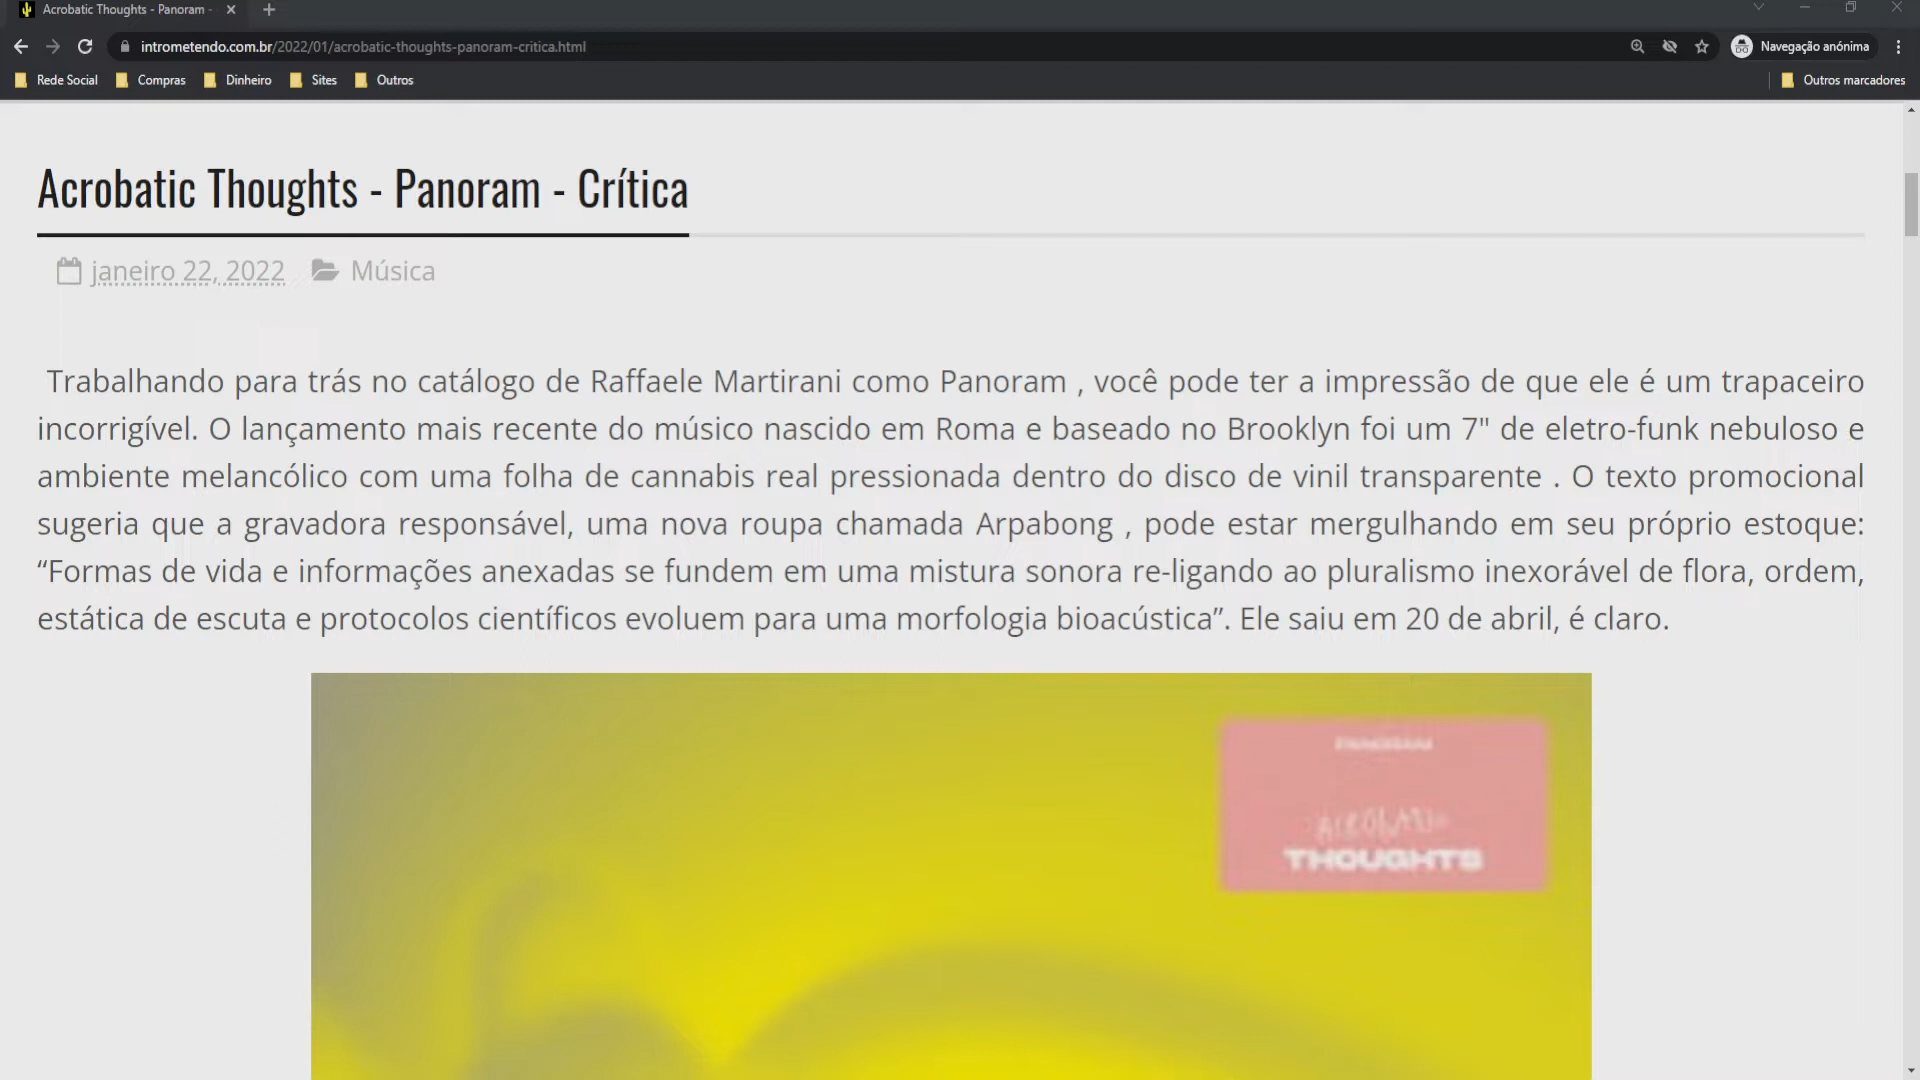 Acrobatic Thoughts - Panoram -
intrometendo.com.br/2022/01/acrobatic-thoughts-panoram-critica.html
Navegação anónima
Rede Social
Compras
Dinheiro
Sites
Outros
Outros marcadores
Acrobatic Thoughts - Panoram - Crítica
janeiro 22, 2022
Música
Trabalhando para trás no catálogo de Raffaele Martirani como Panoram , você pode ter a impressão de que ele é um trapaceiro
incorrigível. O lançamento mais recente do músico nascido em Roma e baseado no Brooklyn foi um 7" de eletro-funk nebuloso e
ambiente melancólico com uma folha de cannabis real pressionada dentro do disco de vinil transparente . O texto promocional
sugeria que a gravadora responsável, uma nova roupa chamada Arpabong , pode estar mergulhando em seu próprio estoque:
“Formas de vida e informações anexadas se fundem em uma mistura sonora re-ligando ao pluralismo inexorável de flora, ordem,
estática de escuta e protocolos científicos evoluem para uma morfologia bioacústica”. Ele saiu em 20 de abril, é claro.
PANORAM
ACROBATIC
THOUGHTS